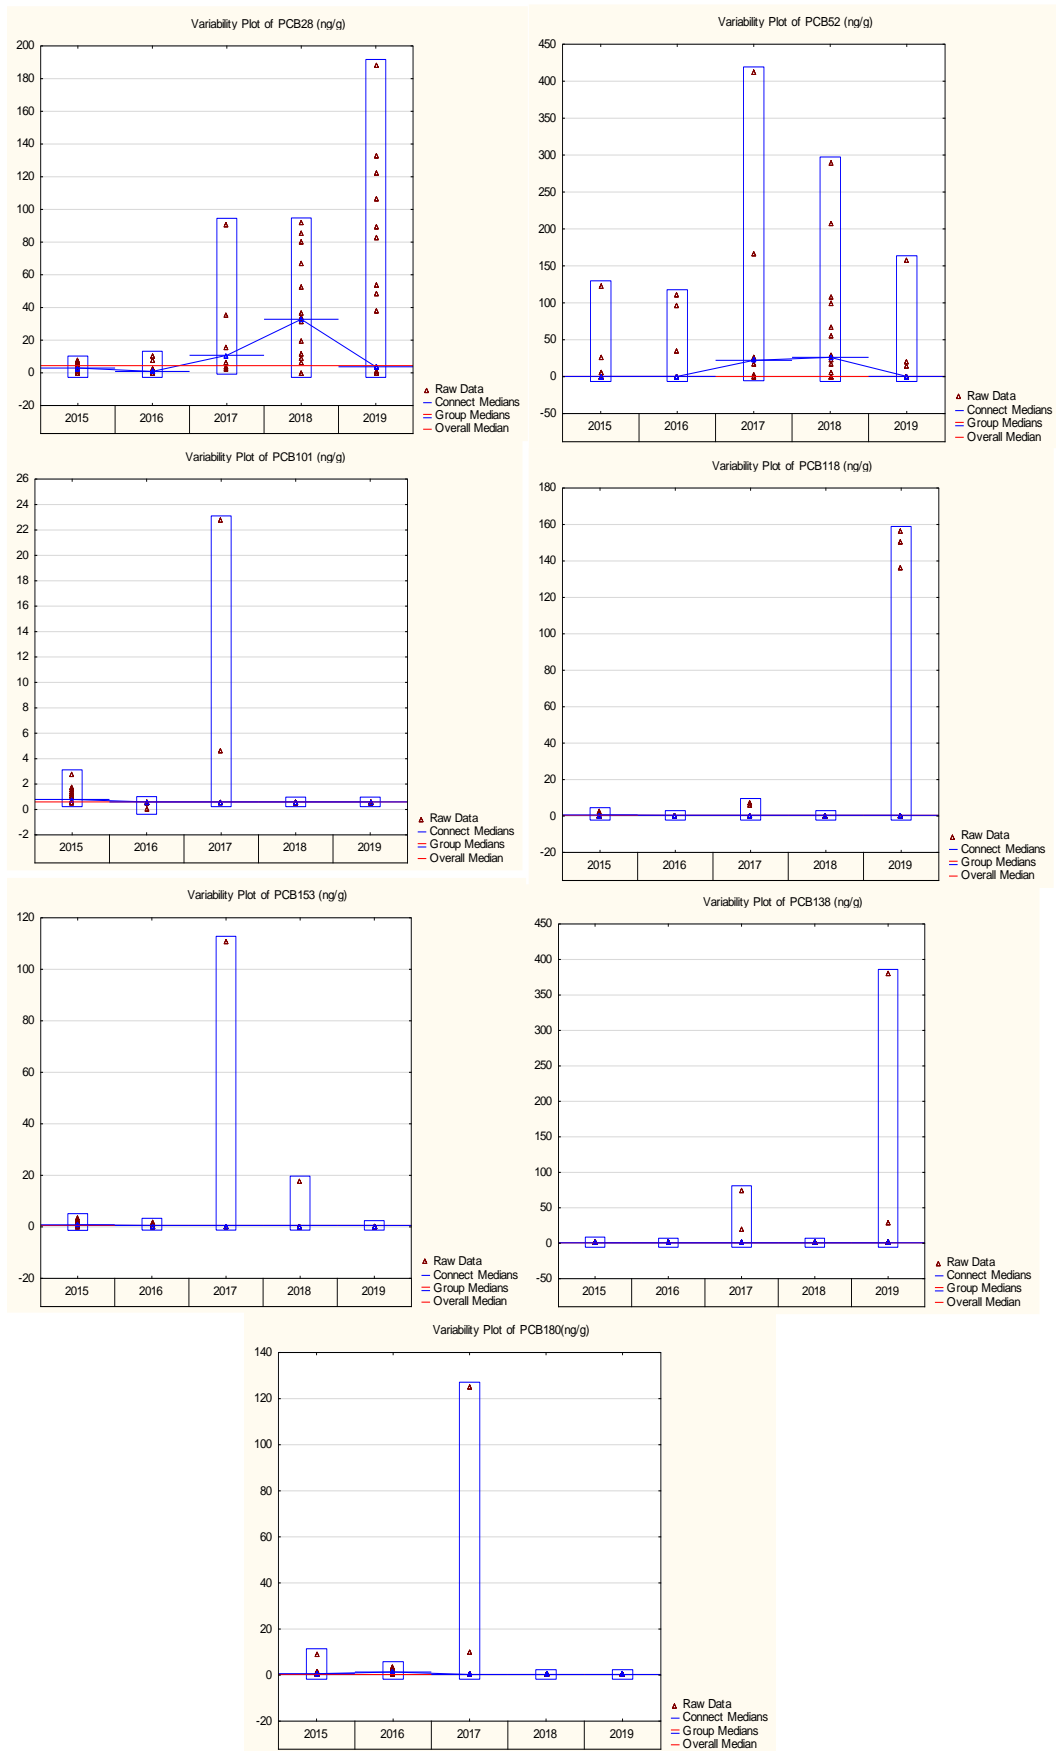 Variability Plot of PCB28 (ng/g)
200
180
160
140
120
100
80
60
40
20
0
-20
2015 2016 2017 2018 2019
Raw Data
Connect Medians
Group Medians
Overall Median
Variability Plot of PCB52 (ng/g)
450
400
350
300
250
200
150
100
50
0
-50
2015 2016 2017 2018 2019
Raw Data
Connect Medians
Group Medians
Overall Median
Variability Plot of PCB101 (ng/g)
26
24
22
20
18
16
14
12
10
8
6
4
2
0
-2
2015 2016 2017 2018 2019
Raw Data
Connect Medians
Group Medians
Overall Median
Variability Plot of PCB118 (ng/g)
180
160
140
120
100
80
60
40
20
0
-20
2015 2016 2017 2018 2019
Raw Data
Connect Medians
Group Medians
Overall Median
Variability Plot of PCB153 (ng/g)
120
100
80
60
40
20
0
-20
2015 2016 2017 2018 2019
Raw Data
Connect Medians
Group Medians
Overall Median
Variability Plot of PCB138 (ng/g)
450
400
350
300
250
200
150
100
50
0
-50
2015 2016 2017 2018 2019
Raw Data
Connect Medians
Group Medians
Overall Median
Variability Plot of PCB180(ng/g)
140
120
100
80
60
40
20
0
-20
2015 2016 2017 2018 2019
Raw Data
Connect Medians
Group Medians
Overall Median